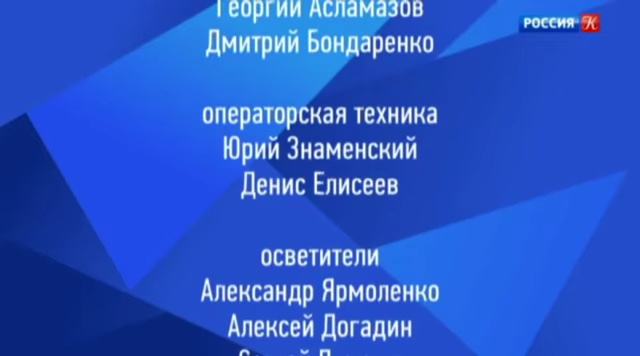 Георгий Асламазов
РОССИЯ К
Дмитрий Бондаренко
операторская техника
Юрий Знаменский
Денис Елисеев
осветители
Александр Ярмоленко
Алексей Догадин